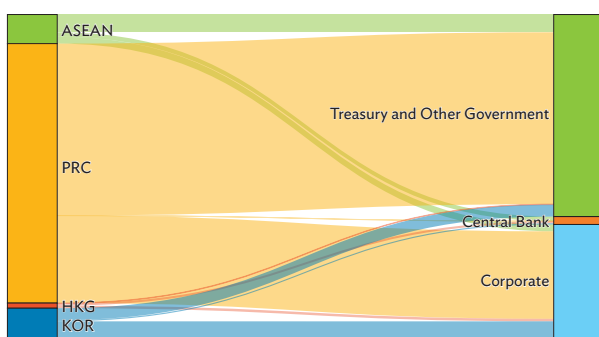 ASEAN
Treasury and Other Government
PRC
Central Bank
Corporate
HKG
KOR